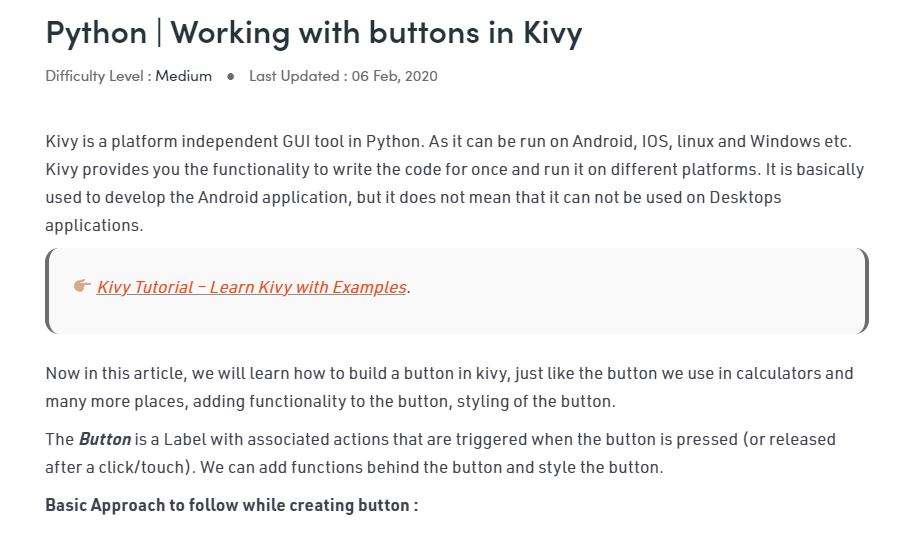 Python | Working with buttons in Kivy
Difficulty Level : Medium ● Last Updated : 06 Feb, 2020
Kivy is a platform independent GUI tool in Python. As it can be run on Android, IOS, linux and Windows etc.
Kivy provides you the functionality to write the code for once and run it on different platforms. It is basically
used to develop the Android application, but it does not mean that it can not be used on Desktops
applications.
👉🏽 Kivy Tutorial – Learn Kivy with Examples.
Now in this article, we will learn how to build a button in kivy, just like the button we use in calculators and
many more places, adding functionality to the button, styling of the button.
The Button is a Label with associated actions that are triggered when the button is pressed (or released
after a click/touch). We can add functions behind the button and style the button.
Basic Approach to follow while creating button :